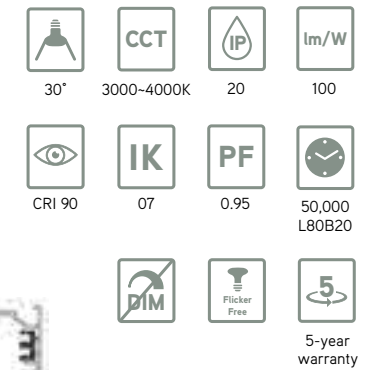 CCT
IP
lm/W
30°
3000~4000K
20
100
IK
PF
CRI 90
07
0.95
50,000
L80B20
DIM
Flicker
Free
5
5-year
warranty